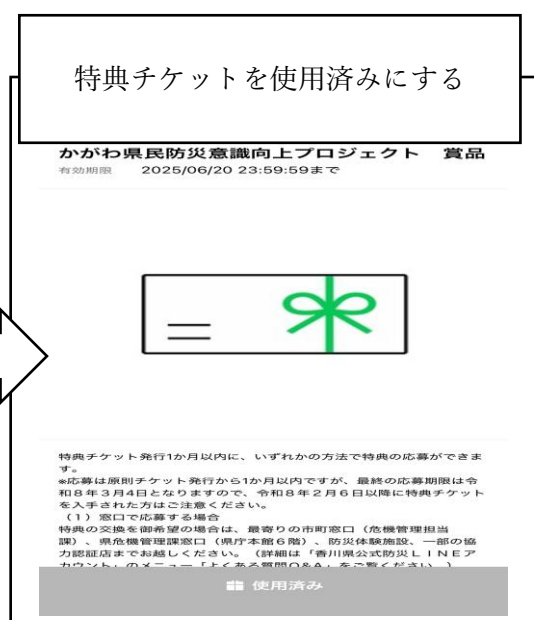 特典チケットを使用済みにする
かがわ県民防災意識向上プロジェクト　賞品
有効期限　2025/06/20 23:59:59まで
特典チケット発行1か月以内に、いずれかの方法で特典の応募ができま
す。
※応募は原則チケット発行から1か月以内ですが、最終の応募期限は令
和8年3月4日となりますので、令和8年2月6日以降に特典チケット
を入手された方はご注意ください。
（1）窓口で応募する場合
特典の交換を御希望の場合は、最寄りの市町窓口（危機管理担当
課）、県危機管理課窓口（県庁本館6階）、防災体験施設、一部の協
力認証店までお越しください。（詳細は「香川県公式防災ＬＩＮＥア
カウント」のメニュー「よくある質問Q&A」をご覧ください。）
使用済み